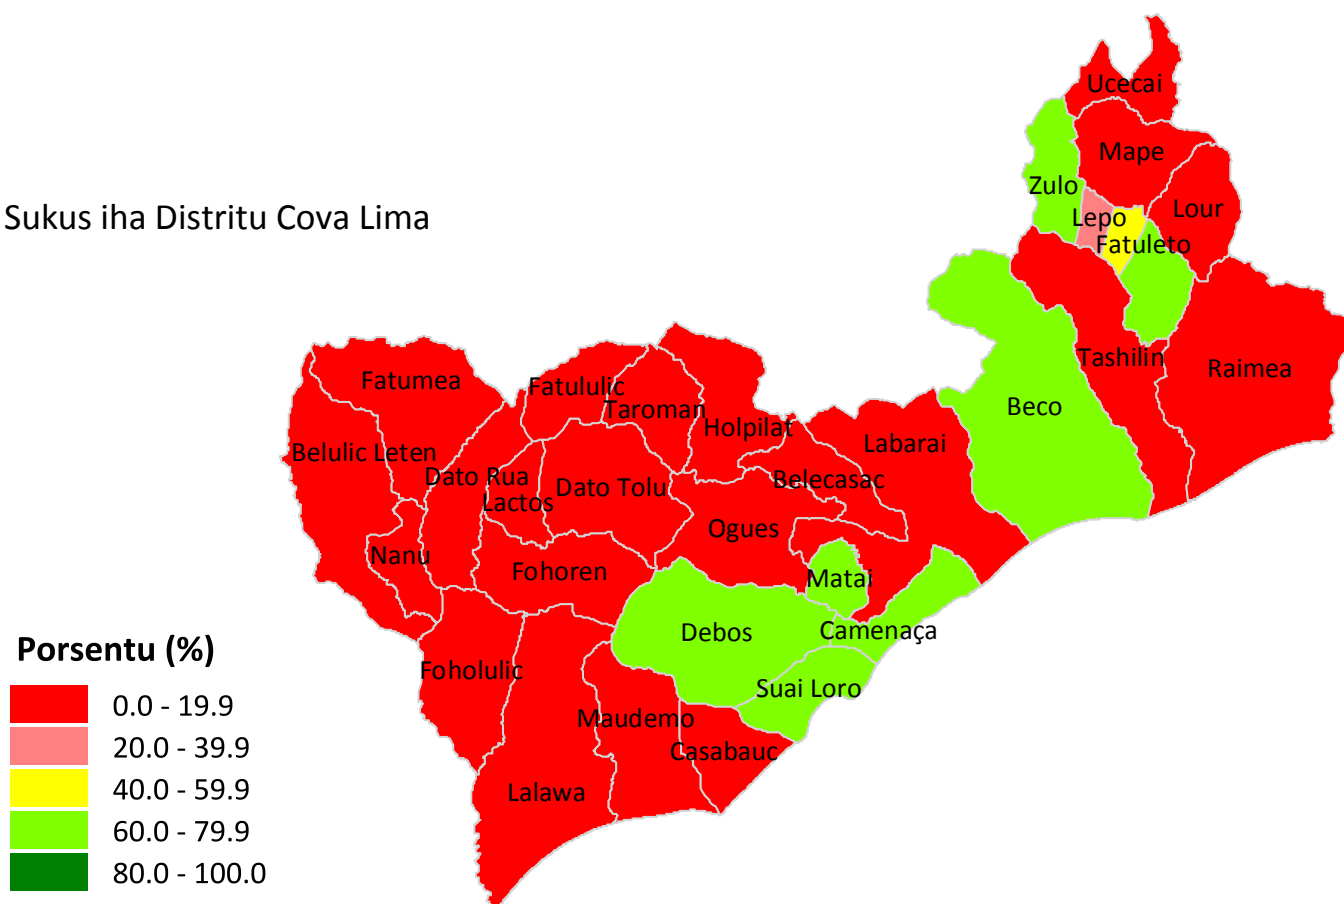 Ucecai
Mape
Zulo
Lour
Lepo
Sukus iha Distritu Cova Lima
Fatuleto
Tashilin
Raimea
Fatumea
Fatululic
Beco
Taroman
Holpilat
Labarai
Belulic Leten
Dato Rua
Belecasac
Lactos
Dato Tolu
Ogues
Nanu
Fohoren
Matai
Debos
Camenaça
Porsentu (%)
Foholulic
Suai Loro
0.0 - 19.9
Maudemo
20.0 - 39.9
Casabauc
40.0 - 59.9
Lalawa
60.0 - 79.9
80.0 - 100.0